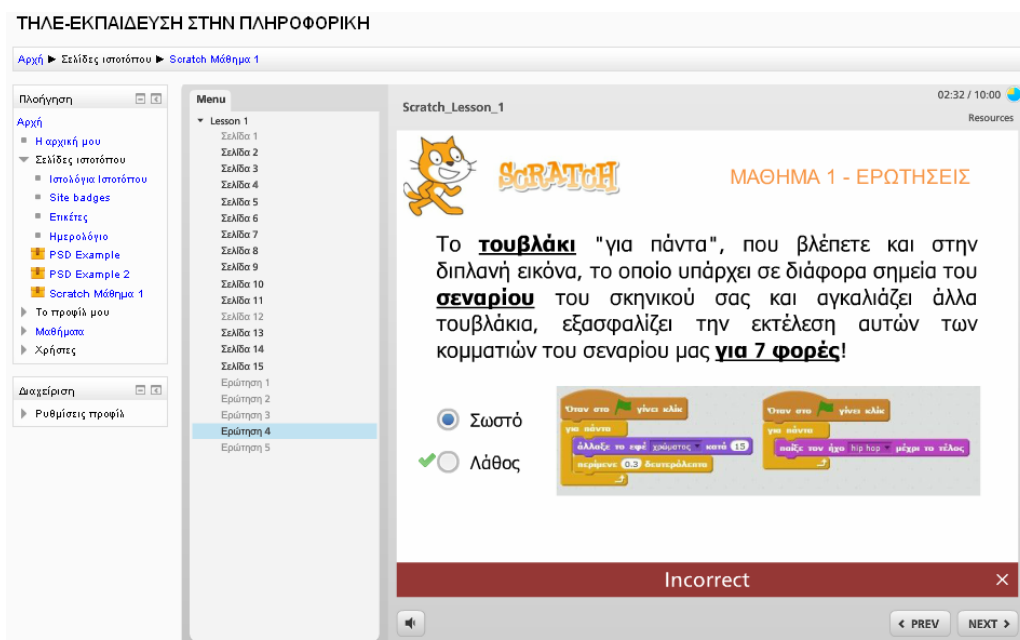 ΤΗΛΕ-ΕΚΠΑΙΔΕΥΣΗ ΣΤΗΝ ΠΛΗΡΟΦΟΡΙΚΗ
Αρχή ► Σελίδες ιστοτόπου ► Scratch Μάθημα 1
Πλοήγηση
Αρχή
Η αρχική μου
Σελίδες ιστοτόπου
Ιστολόγια Ιστοτόπου
Site badges
Ετικέτες
Ημερολόγιο
PSD Example
PSD Example 2
Scratch Μάθημα 1
Το προφίλ μου
Μαθήματα
Χρήστες
Διαχείριση
Ρυθμίσεις προφίλ
Menu
Lesson 1
Σελίδα 1
Σελίδα 2
Σελίδα 3
Σελίδα 4
Σελίδα 5
Σελίδα 6
Σελίδα 7
Σελίδα 8
Σελίδα 9
Σελίδα 10
Σελίδα 11
Σελίδα 12
Σελίδα 13
Σελίδα 14
Σελίδα 15
Ερώτηση 1
Ερώτηση 2
Ερώτηση 3
Ερώτηση 4
Ερώτηση 5
Scratch_Lesson_1
02:32 / 10:00
Resources
SCRATCH
ΜΑΘΗΜΑ 1 - ΕΡΩΤΗΣΕΙΣ
Το τουβλάκι "για πάντα", που βλέπετε και στην
διπλανή εικόνα, το οποίο υπάρχει σε διάφορα σημεία του
σεναρίου του σκηνικού σας και αγκαλιάζει άλλα
τουβλάκια, εξασφαλίζει την εκτέλεση αυτών των
κομματιών του σεναρίου μας για 7 φορές!
Σωστό
Λάθος
Όταν στο γίνει κλικ
για πάντα
άλλαξε το εφέ χρώματος κατά 15
περίμενε 0.3 δευτερόλεπτα
Όταν στο γίνει κλικ
για πάντα
παίξε τον ήχο hip hop μέχρι το τέλος
Incorrect
PREV
NEXT